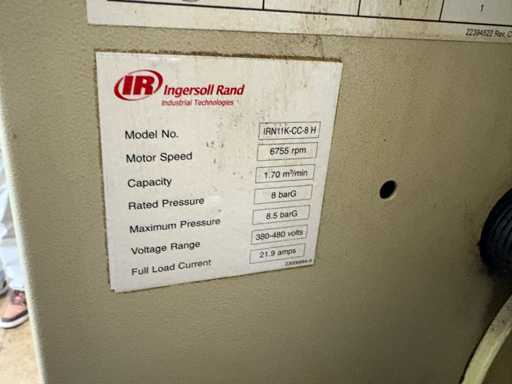 1
22394522 Rev. C
IR Ingersoll Rand
Industrial Technologies
Model No. IRN11K-CC-8 H
Motor Speed 6755 rpm
Capacity 1.70 m³/min
Rated Pressure 8 barG
Maximum Pressure 8.5 barG
Voltage Range 380-480 volts
Full Load Current 21.9 amps